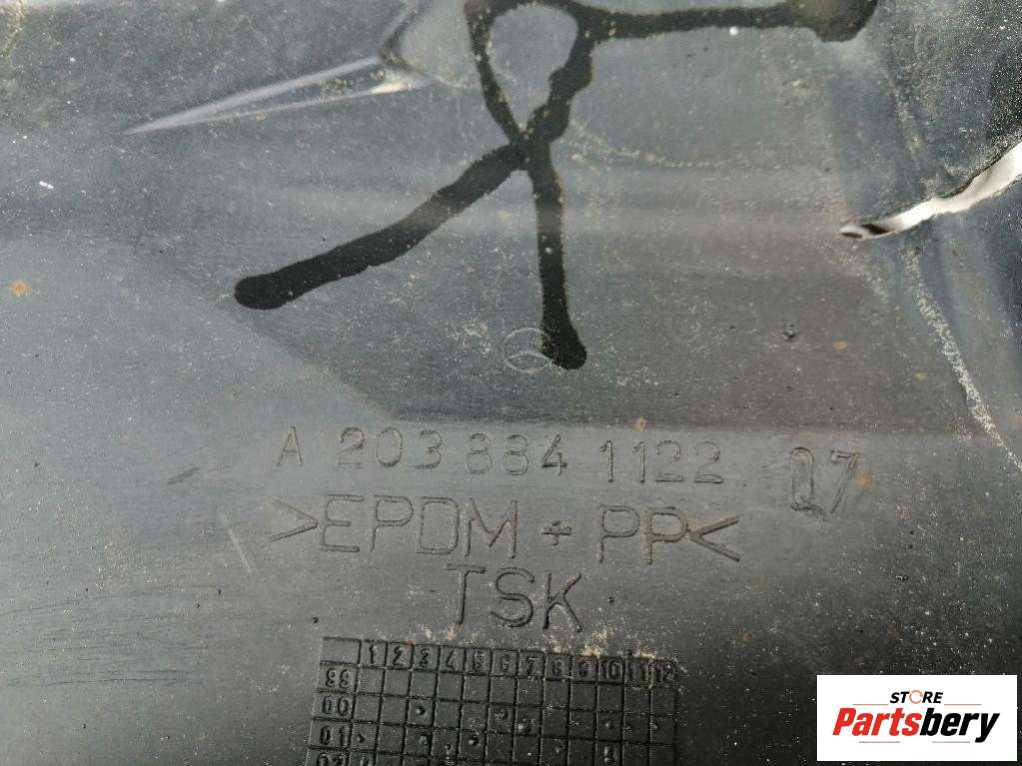 A 203 884 1122 Q7
>EPDM + PP<
TSK
1 2 3 4 5 6 7 8 9 10 11 12
99
00
01
02
STORE
Partsbery